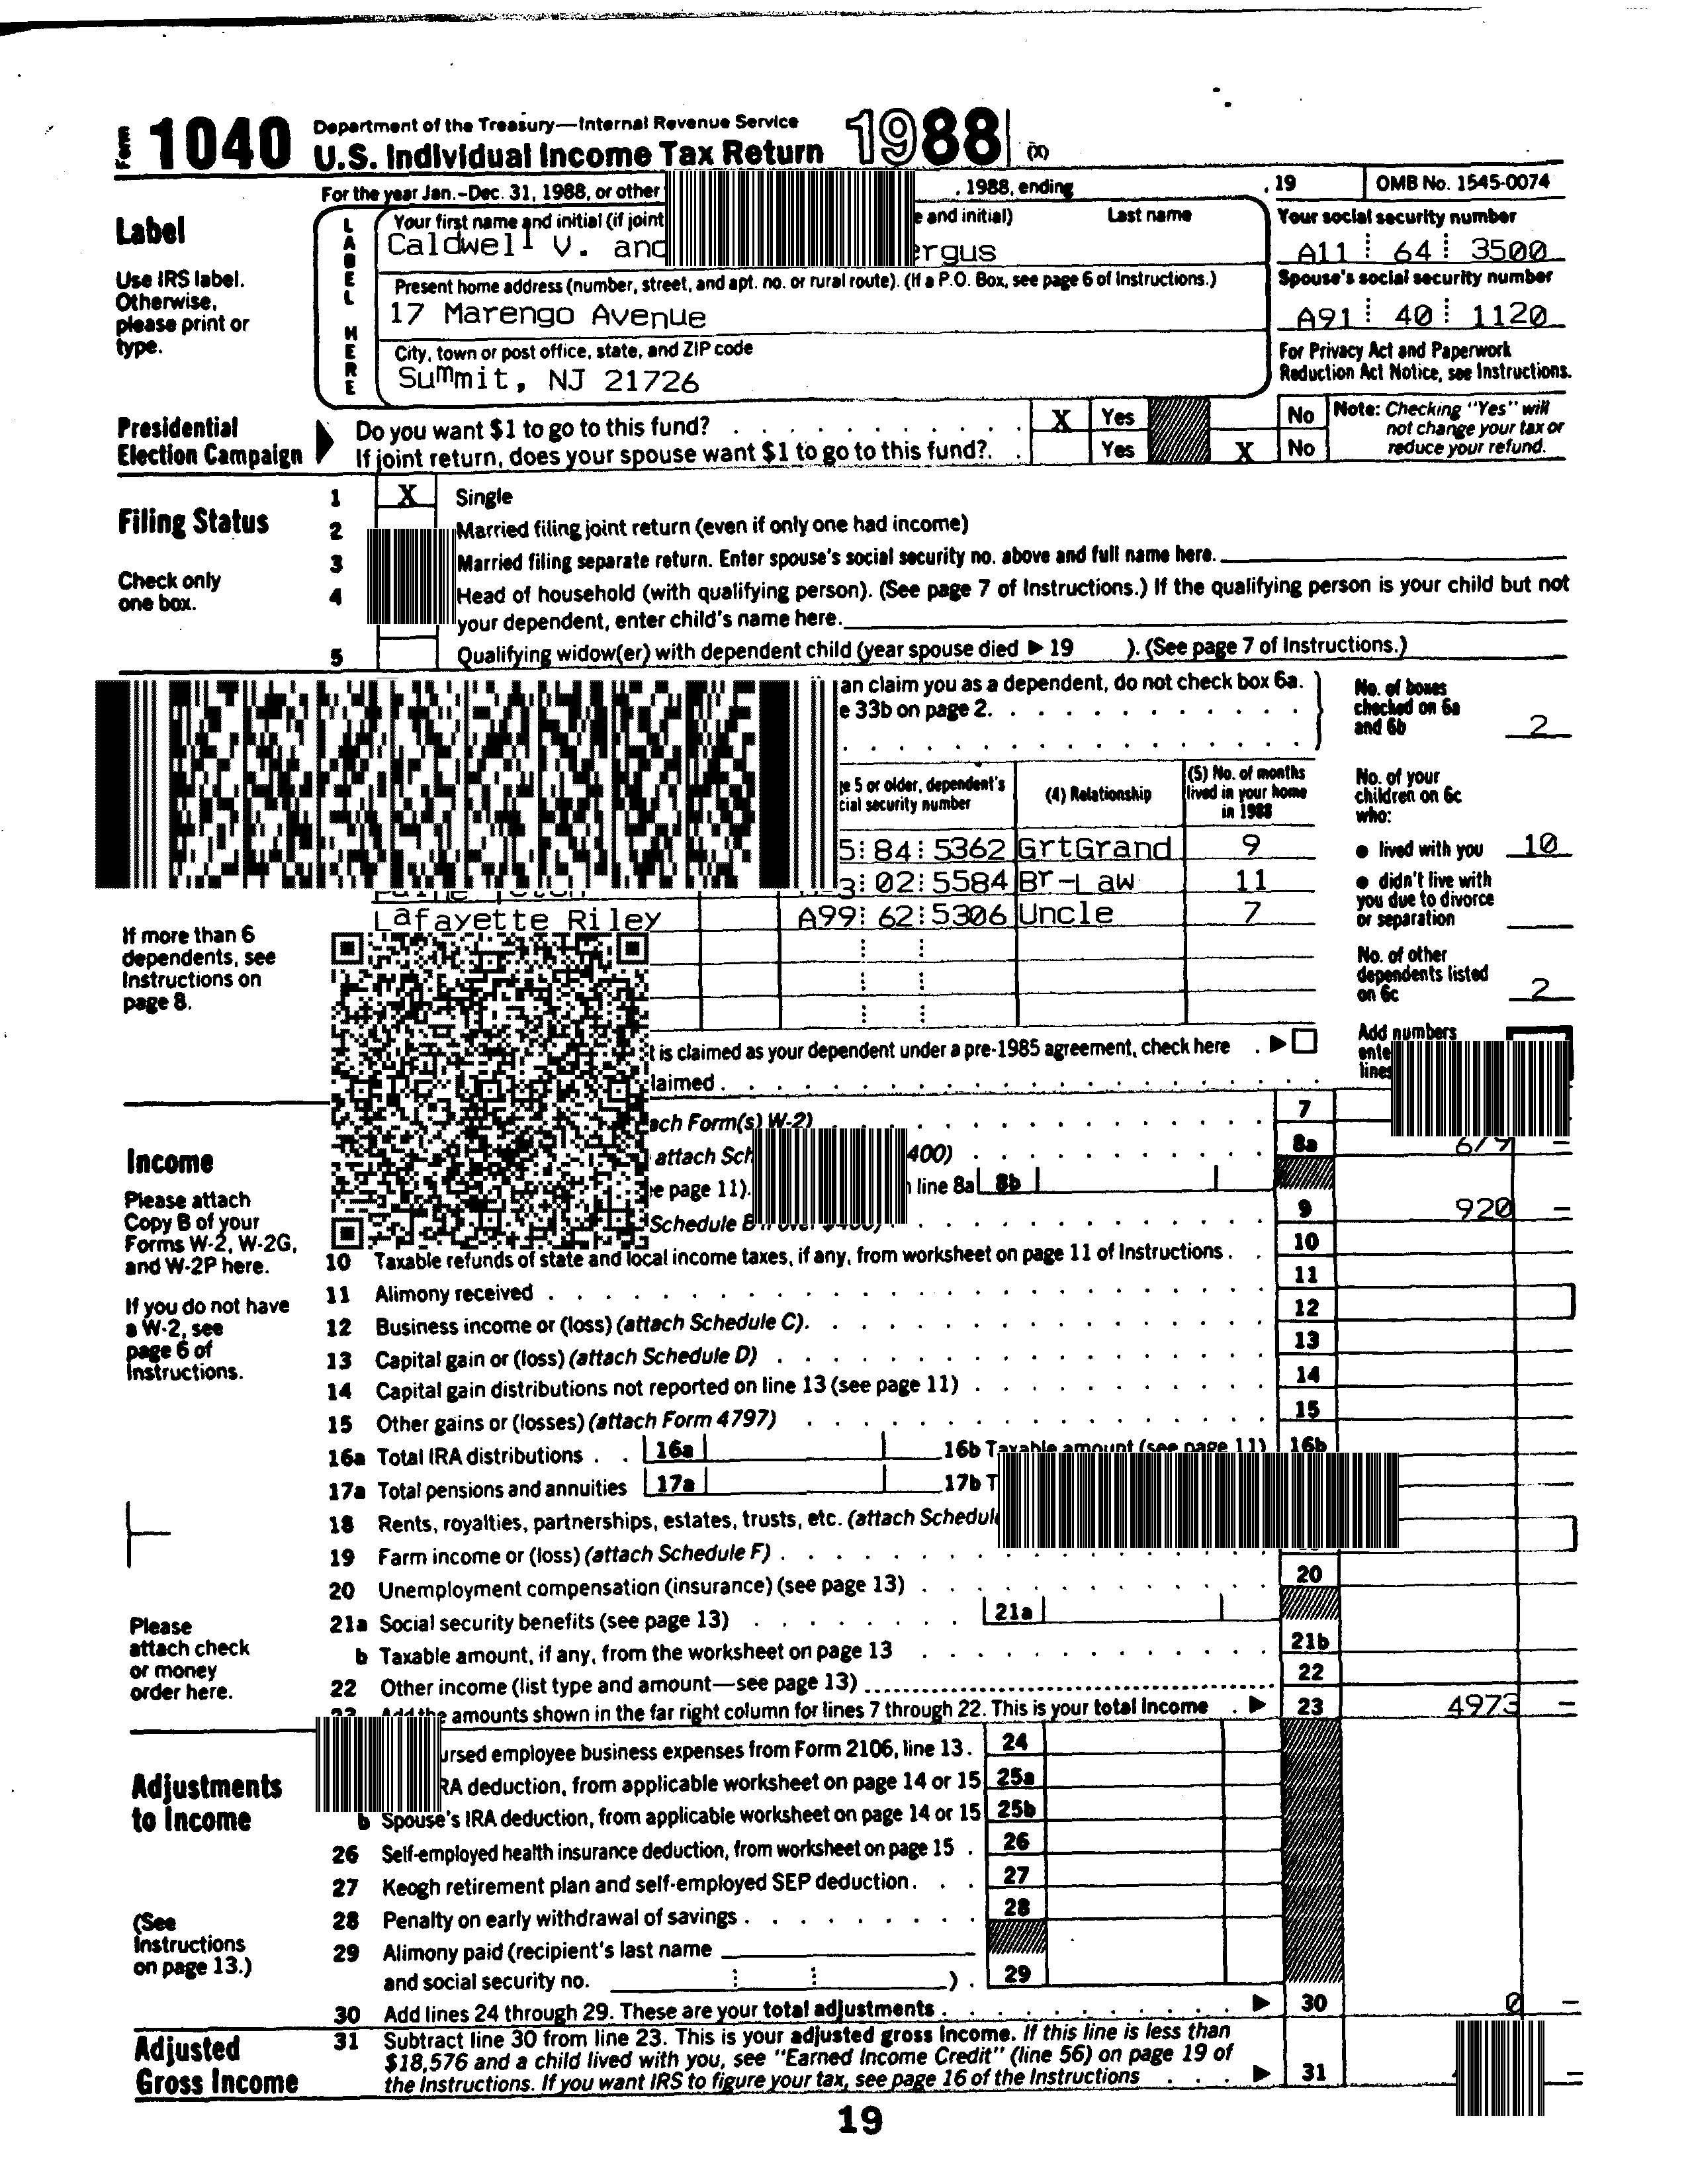 Form 1040 Department of the Treasury—Internal Revenue Service
U.S. Individual Income Tax Return 1988 (X)
For the year Jan.-Dec. 31, 1988, or other , 1988, ending , 19 OMB No. 1545-0074
Label
Use IRS label.
Otherwise,
please print or
type.
LABEL HERE
Your first name and initial (if joint e and initial) Last name
Caldwell V. and ergus
Your social security number
A11 64 3500
Present home address (number, street, and apt. no. or rural route). (If a P.O. Box, see page 6 of Instructions.)
17 Marengo Avenue
Spouse's social security number
A91 40 1120
City, town or post office, state, and ZIP code
Summit, NJ 21726
For Privacy Act and Paperwork
Reduction Act Notice, see Instructions.
Presidential
Election Campaign
Do you want $1 to go to this fund? X Yes No
If joint return, does your spouse want $1 to go to this fund?. Yes X No
Note: Checking "Yes" will
not change your tax or
reduce your refund.
Filing Status
Check only
one box.
1 X Single
2 Married filing joint return (even if only one had income)
3 Married filing separate return. Enter spouse's social security no. above and full name here.
4 Head of household (with qualifying person). (See page 7 of Instructions.) If the qualifying person is your child but not
your dependent, enter child's name here.
5 Qualifying widow(er) with dependent child (year spouse died ▶ 19 ). (See page 7 of Instructions.)
an claim you as a dependent, do not check box 6a.
e 33b on page 2.
No. of boxes
checked on 6a
and 6b 2
ge 5 or older, dependent's
cial security number
(4) Relationship
(5) No. of months
lived in your home
in 1988
No. of your
children on 6c
who:
● lived with you 10
● didn't live with
you due to divorce
or separation
No. of other
dependents listed
on 6c 2
5 84 5362 GrtGrand 9
3 02 5584 Br-Law 11
Lafayette Riley A99 62 5306 Uncle 7
If more than 6
dependents, see
Instructions on
page 8.
t is claimed as your dependent under a pre-1985 agreement, check here . ▶
laimed .
Add numbers
ente
lines
Income
Please attach
Copy B of your
Forms W-2, W-2G,
and W-2P here.
If you do not have
a W-2, see
page 6 of
Instructions.
Please
attach check
or money
order here.
ach Form(s) W-2) 7
attach Sch 400) 8a 679 –
e page 11). line 8a 8b
Schedule B 9 920 –
10 Taxable refunds of state and local income taxes, if any, from worksheet on page 11 of Instructions . 10
11 Alimony received 11
12 Business income or (loss) (attach Schedule C). 12
13 Capital gain or (loss) (attach Schedule D) 13
14 Capital gain distributions not reported on line 13 (see page 11) 14
15 Other gains or (losses) (attach Form 4797) 15
16a Total IRA distributions 16a 16b Taxable amount (see page 11) 16b
17a Total pensions and annuities 17a 17b T
18 Rents, royalties, partnerships, estates, trusts, etc. (attach Schedul
19 Farm income or (loss) (attach Schedule F)
20 Unemployment compensation (insurance) (see page 13) 20
21a Social security benefits (see page 13) 21a
b Taxable amount, if any, from the worksheet on page 13 21b
22 Other income (list type and amount—see page 13) 22
the amounts shown in the far right column for lines 7 through 22. This is your total income . ▶ 23 4973 –
Adjustments
to Income
(See
Instructions
on page 13.)
ursed employee business expenses from Form 2106, line 13. 24
RA deduction, from applicable worksheet on page 14 or 15 25a
b Spouse's IRA deduction, from applicable worksheet on page 14 or 15 25b
26 Self-employed health insurance deduction, from worksheet on page 15 . 26
27 Keogh retirement plan and self-employed SEP deduction. 27
28 Penalty on early withdrawal of savings 28
29 Alimony paid (recipient's last name
and social security no. ). 29
30 Add lines 24 through 29. These are your total adjustments ▶ 30 0 –
Adjusted
Gross Income
31 Subtract line 30 from line 23. This is your adjusted gross income. If this line is less than
$18,576 and a child lived with you, see "Earned Income Credit" (line 56) on page 19 of
the Instructions. If you want IRS to figure your tax, see page 16 of the Instructions ▶ 31 –
19